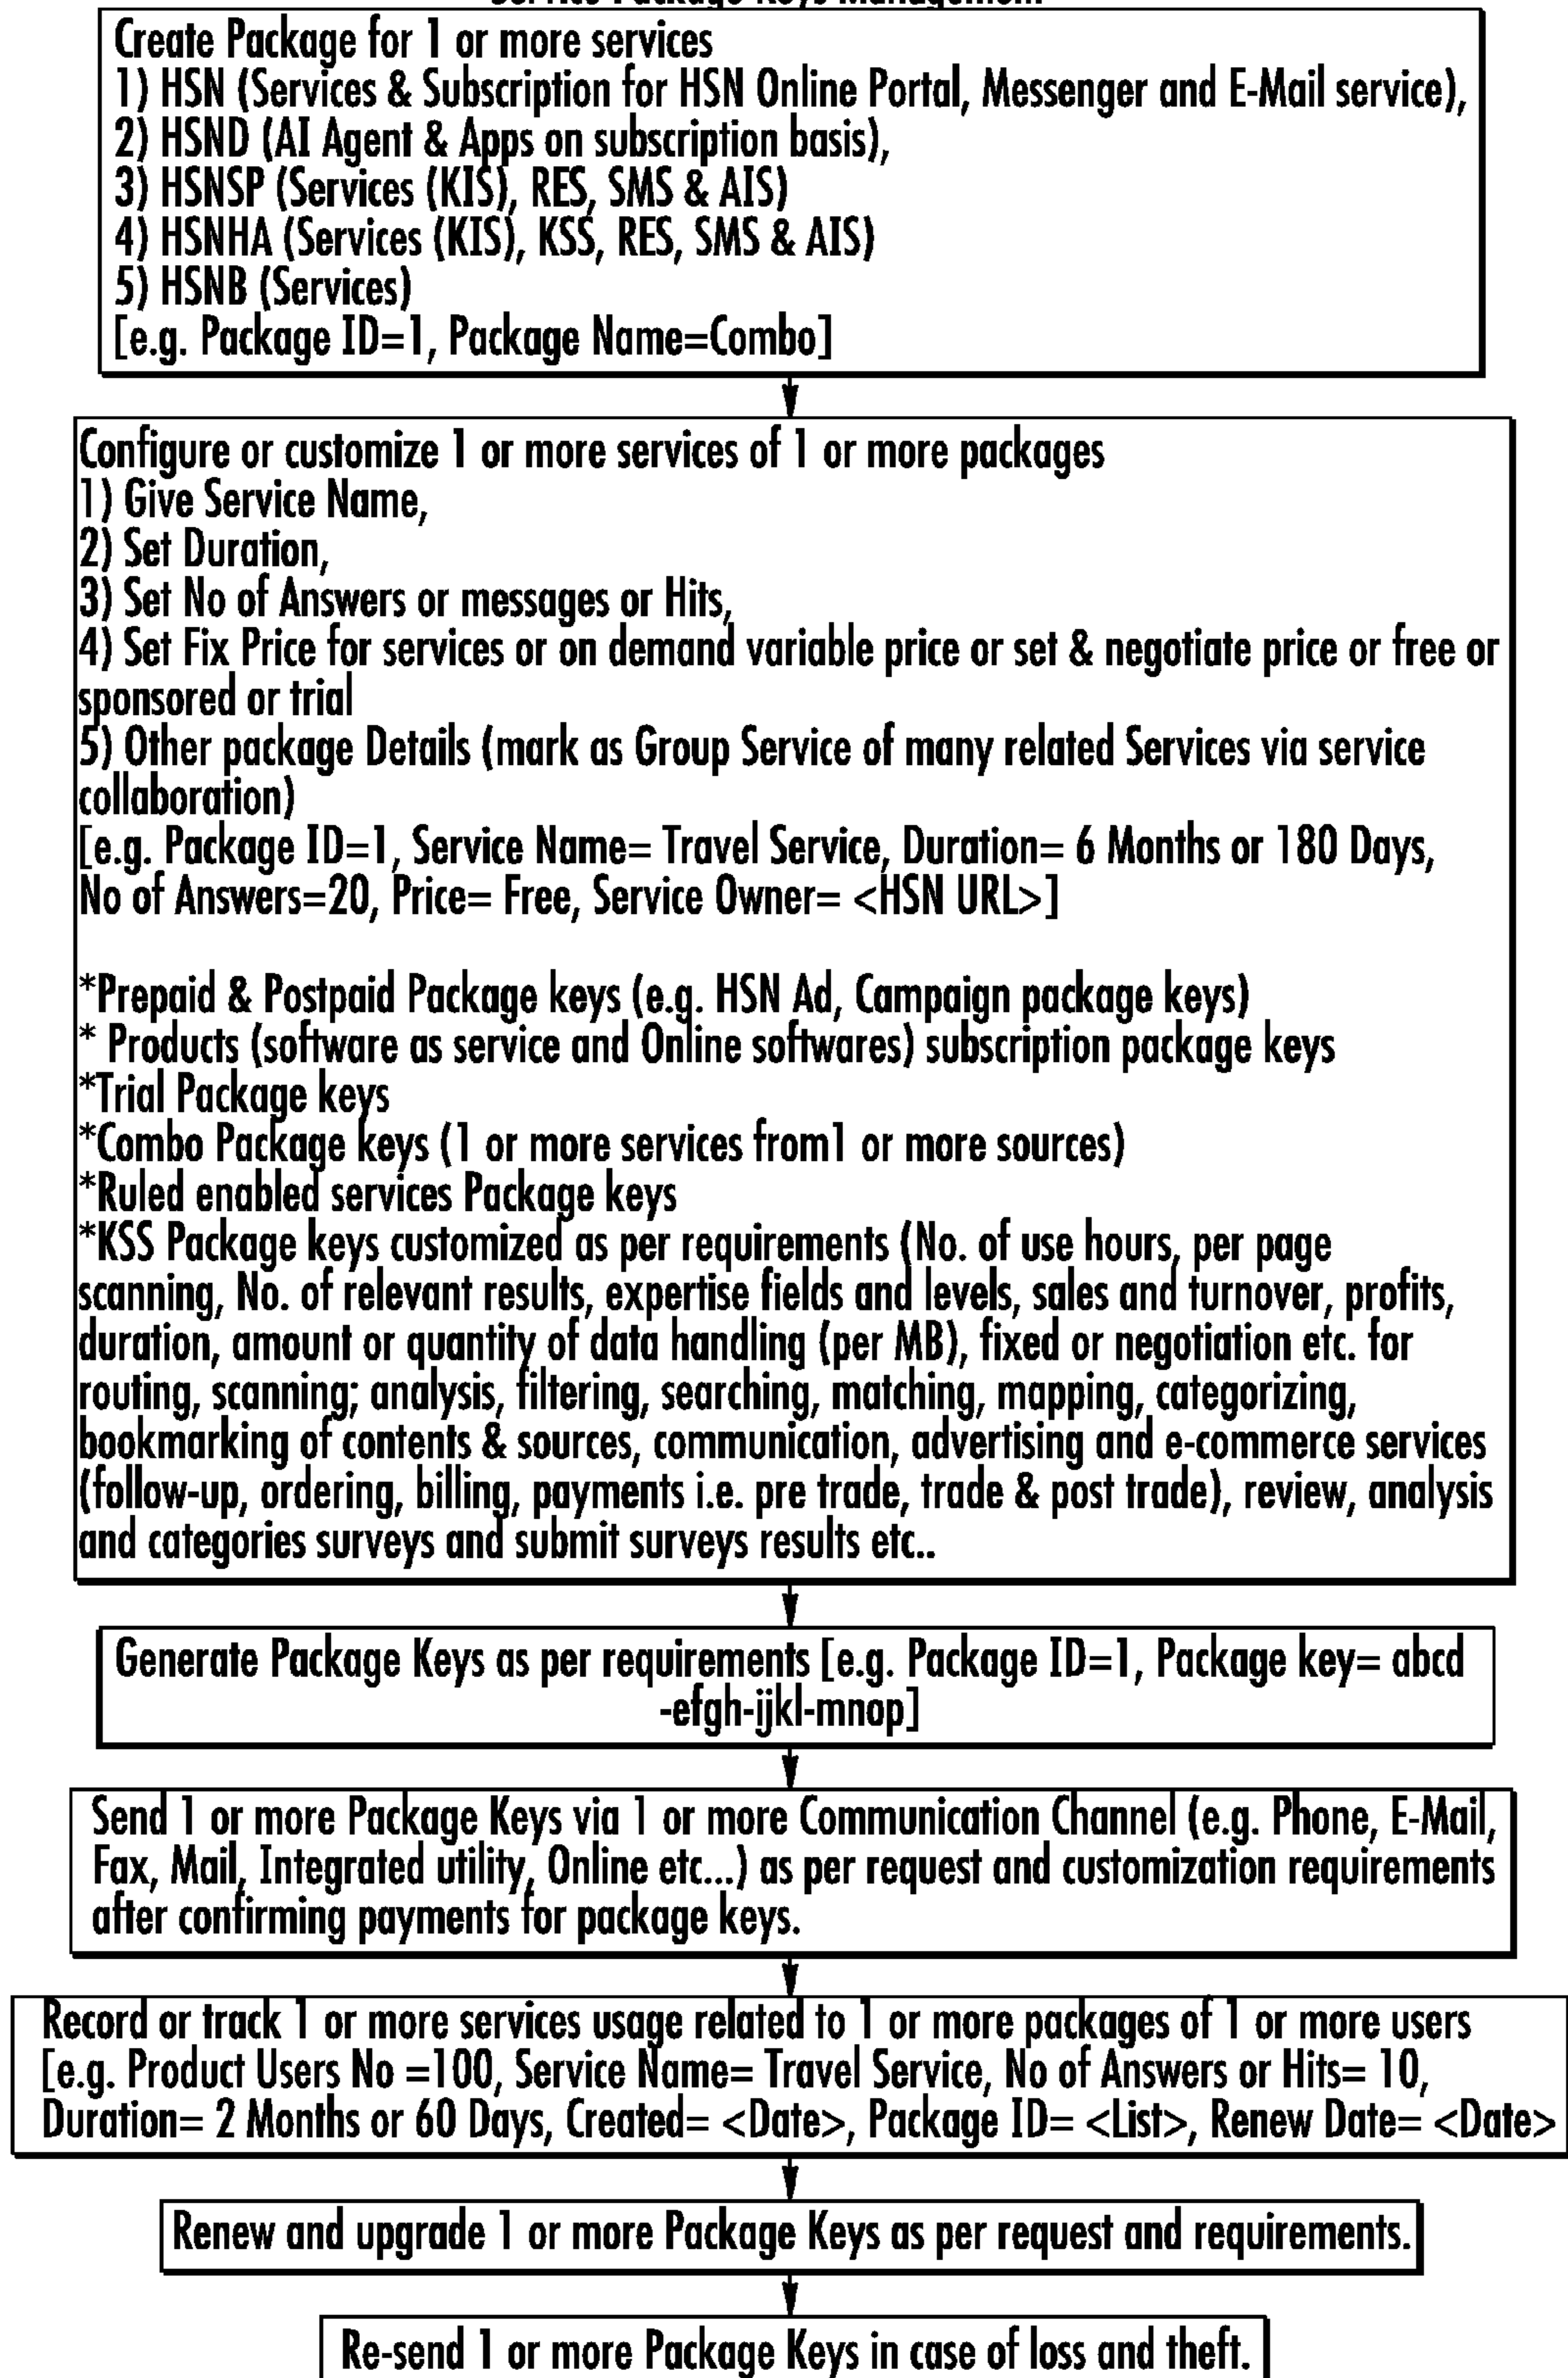 Service Package Keys Management
Create Package for 1 or more services
1) HSN (Services & Subscription for HSN Online Portal, Messenger and E-Mail service),
2) HSND (AI Agent & Apps on subscription basis),
3) HSNSP (Services (KIS), RES, SMS & AIS)
4) HSNHA (Services (KIS), KSS, RES, SMS & AIS)
5) HSNB (Services)
[e.g. Package ID=1, Package Name=Combo]
Configure or customize 1 or more services of 1 or more packages
1) Give Service Name,
2) Set Duration,
3) Set No of Answers or messages or Hits,
4) Set Fix Price for services or on demand variable price or set & negotiate price or free or
sponsored or trial
5) Other package Details (mark as Group Service of many related Services via service
collaboration)
[e.g. Package ID=1, Service Name= Travel Service, Duration= 6 Months or 180 Days,
No of Answers=20, Price= Free, Service Owner= <HSN URL>]
*Prepaid & Postpaid Package keys (e.g. HSN Ad, Campaign package keys)
* Products (software as service and Online softwares) subscription package keys
*Trial Package keys
*Combo Package keys (1 or more services from1 or more sources)
*Ruled enabled services Package keys
*KSS Package keys customized as per requirements (No. of use hours, per page
scanning, No. of relevant results, expertise fields and levels, sales and turnover, profits,
duration, amount or quantity of data handling (per MB), fixed or negotiation etc. for
routing, scanning; analysis, filtering, searching, matching, mapping, categorizing,
bookmarking of contents & sources, communication, advertising and e-commerce services
(follow-up, ordering, billing, payments i.e. pre trade, trade & post trade), review, analysis
and categories surveys and submit surveys results etc..
Generate Package Keys as per requirements [e.g. Package ID=1, Package key= abcd
-efgh-ijkl-mnop]
Send 1 or more Package Keys via 1 or more Communication Channel (e.g. Phone, E-Mail,
Fax, Mail, Integrated utility, Online etc...) as per request and customization requirements
after confirming payments for package keys.
Record or track 1 or more services usage related to 1 or more packages of 1 or more users
[e.g. Product Users No =100, Service Name= Travel Service, No of Answers or Hits= 10,
Duration= 2 Months or 60 Days, Created= <Date>, Package ID= <List>, Renew Date= <Date>
Renew and upgrade 1 or more Package Keys as per request and requirements.
Re-send 1 or more Package Keys in case of loss and theft.